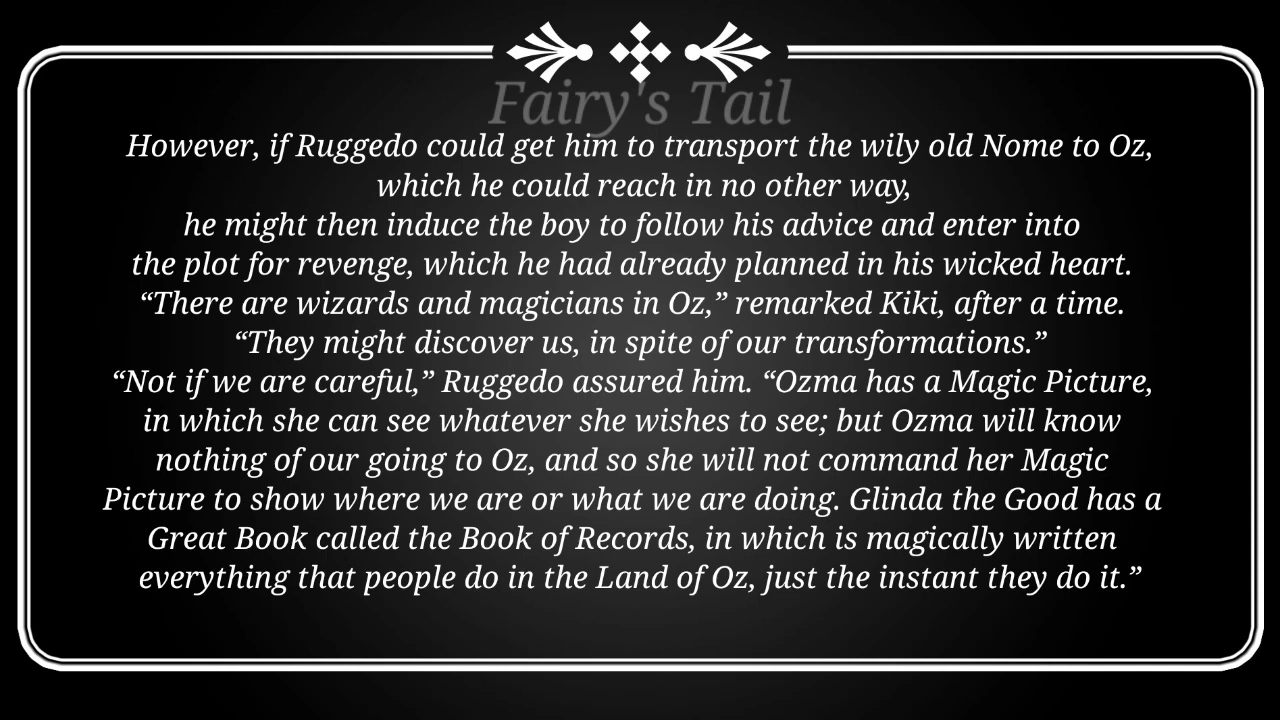 Fairy's Tail
However, if Ruggedo could get him to transport the wily old Nome to Oz,
which he could reach in no other way,
he might then induce the boy to follow his advice and enter into
the plot for revenge, which he had already planned in his wicked heart.
“There are wizards and magicians in Oz,” remarked Kiki, after a time.
“They might discover us, in spite of our transformations.”
“Not if we are careful,” Ruggedo assured him. “Ozma has a Magic Picture,
in which she can see whatever she wishes to see; but Ozma will know
nothing of our going to Oz, and so she will not command her Magic
Picture to show where we are or what we are doing. Glinda the Good has a
Great Book called the Book of Records, in which is magically written
everything that people do in the Land of Oz, just the instant they do it.”